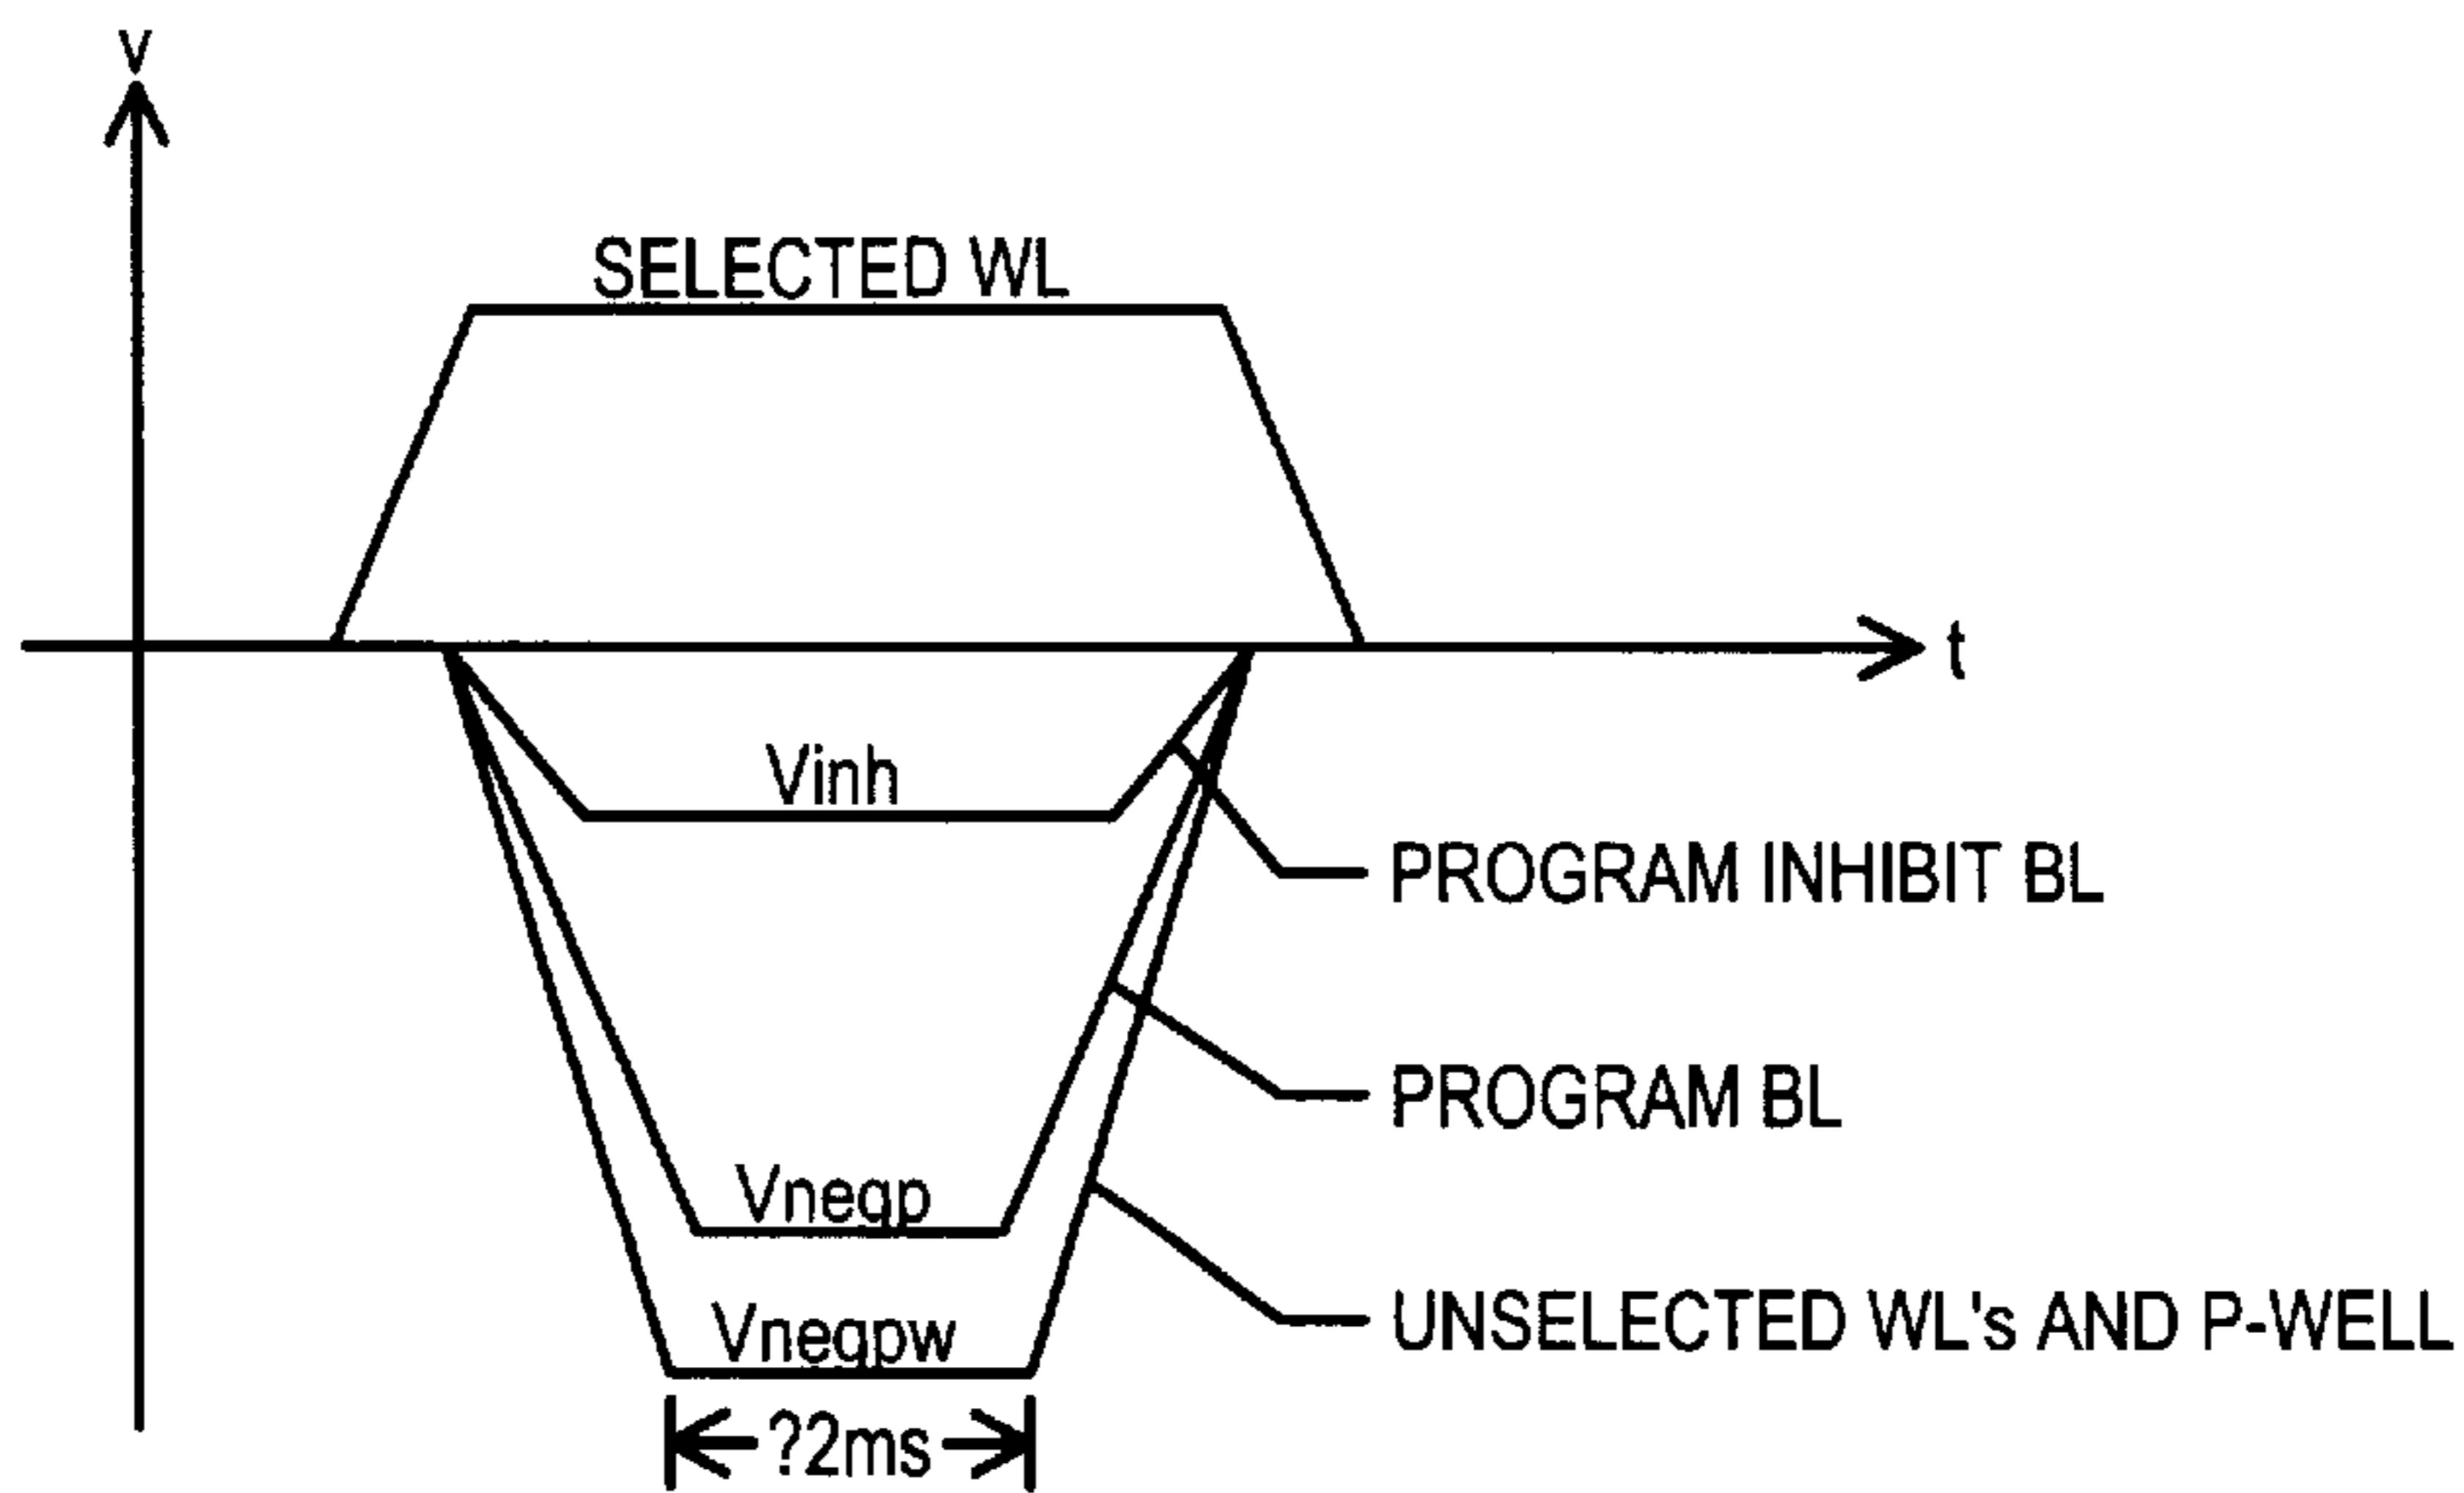 V
SELECTED WL
t
Vinh
PROGRAM INHIBIT BL
PROGRAM BL
Vnegp
UNSELECTED WL's AND P-WELL
Vnegpw
?2ms